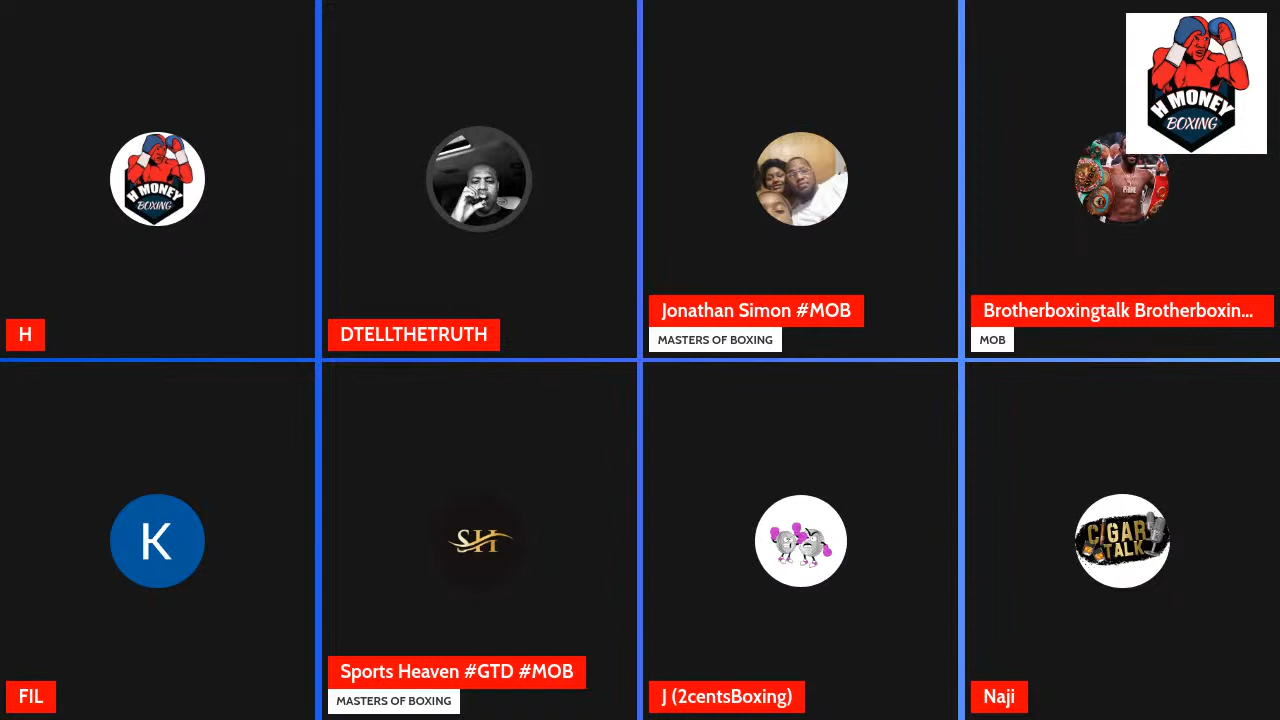 H MONEY
BOXING
H MONEY
BOXING
H
DTELLTHETRUTH
Jonathan Simon #MOB
MASTERS OF BOXING
Brotherboxingtalk Brotherboxin...
MOB
K
FIL
SH
Sports Heaven #GTD #MOB
MASTERS OF BOXING
J (2centsBoxing)
CIGAR
TALK
Naji